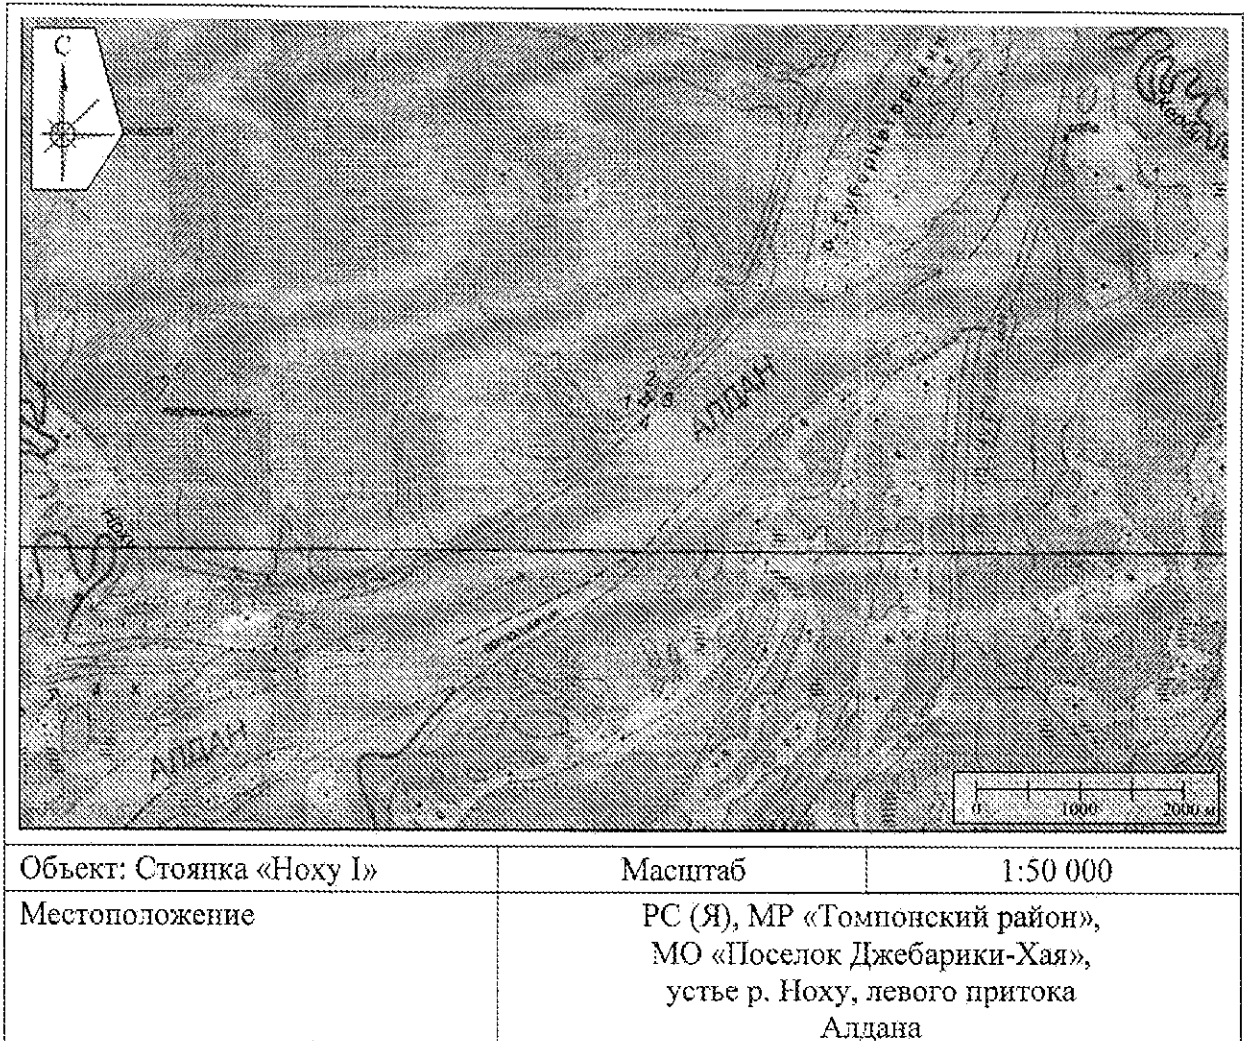 С
2
1
3
4
АЛДАН
Ноху
АЛДАН
0 1000 2000 м
Объект: Стоянка «Ноху I»
Масштаб
1:50 000
Местоположение
РС (Я), МР «Томпонский район»,
МО «Поселок Джебарики-Хая»,
устье р. Ноху, левого притока
Алдана